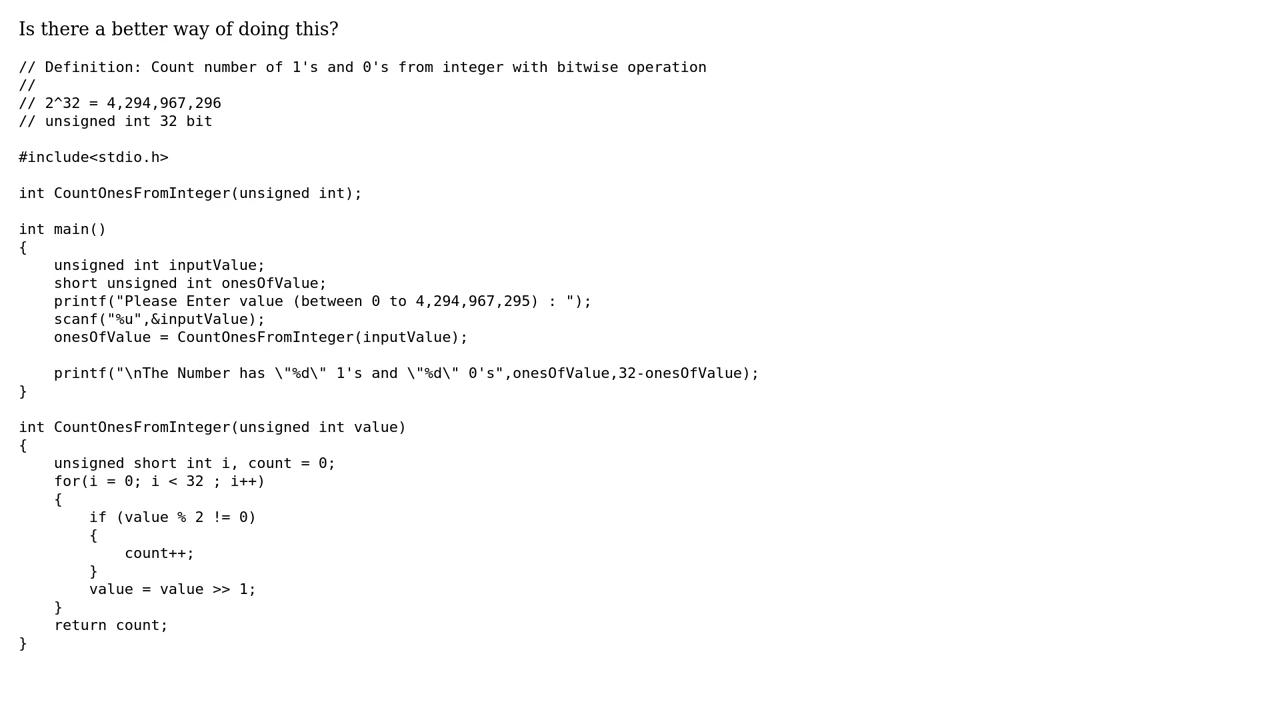 Is there a better way of doing this?
// Definition: Count number of 1's and 0's from integer with bitwise operation
//
// 2^32 = 4,294,967,296
// unsigned int 32 bit
#include<stdio.h>
int CountOnesFromInteger(unsigned int);
int main()
{
    unsigned int inputValue;
    short unsigned int onesOfValue;
    printf("Please Enter value (between 0 to 4,294,967,295) : ");
    scanf("%u",&inputValue);
    onesOfValue = CountOnesFromInteger(inputValue);
    printf("\nThe Number has \"%d\" 1's and \"%d\" 0's",onesOfValue,32-onesOfValue);
}
int CountOnesFromInteger(unsigned int value)
{
    unsigned short int i, count = 0;
    for(i = 0; i < 32 ; i++)
    {
        if (value % 2 != 0)
        {
            count++;
        }
        value = value >> 1;
    }
    return count;
}